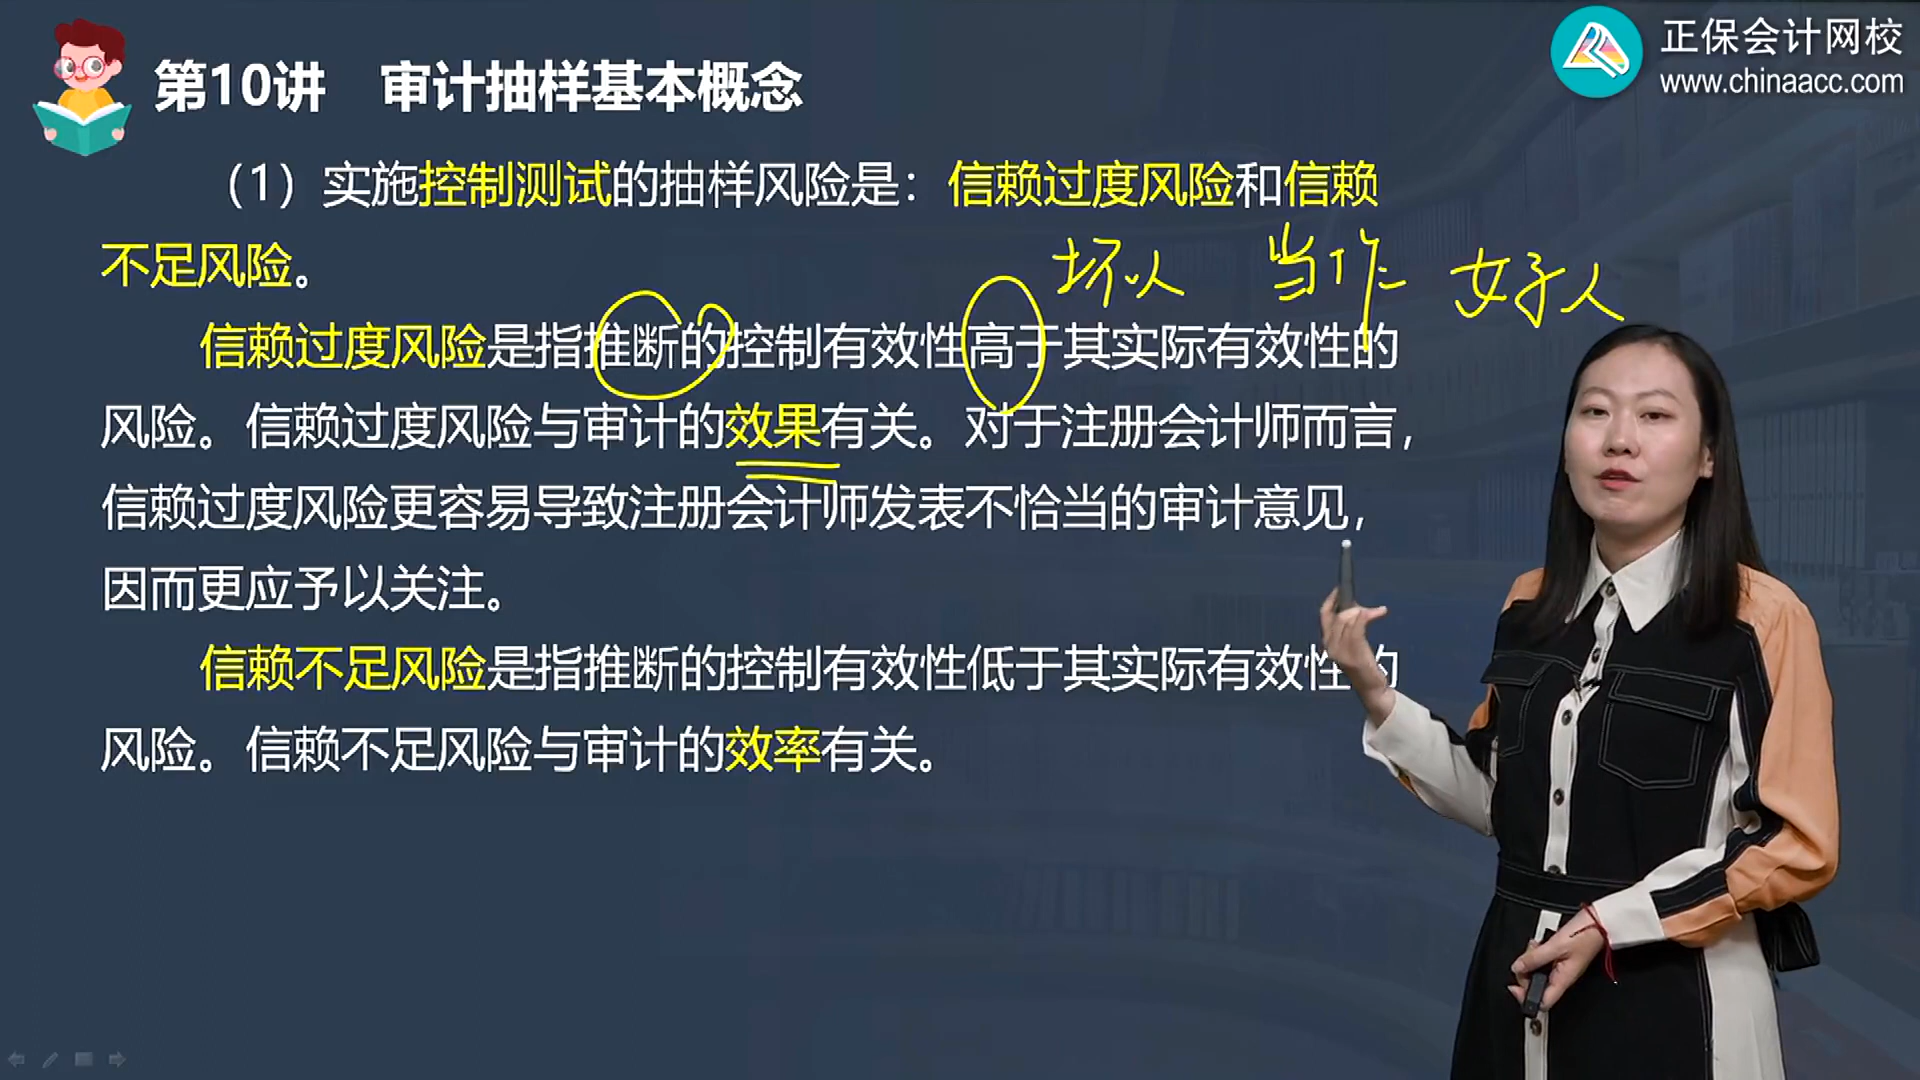 正保会计网校
www.chinaacc.com
第10讲 审计抽样基本概念
（1）实施控制测试的抽样风险是：信赖过度风险和信赖
不足风险。
坏人 当作 好人
信赖过度风险是指推断的控制有效性高于其实际有效性的
风险。信赖过度风险与审计的效果有关。对于注册会计师而言，
信赖过度风险更容易导致注册会计师发表不恰当的审计意见，
因而更应予以关注。
信赖不足风险是指推断的控制有效性低于其实际有效性的
风险。信赖不足风险与审计的效率有关。